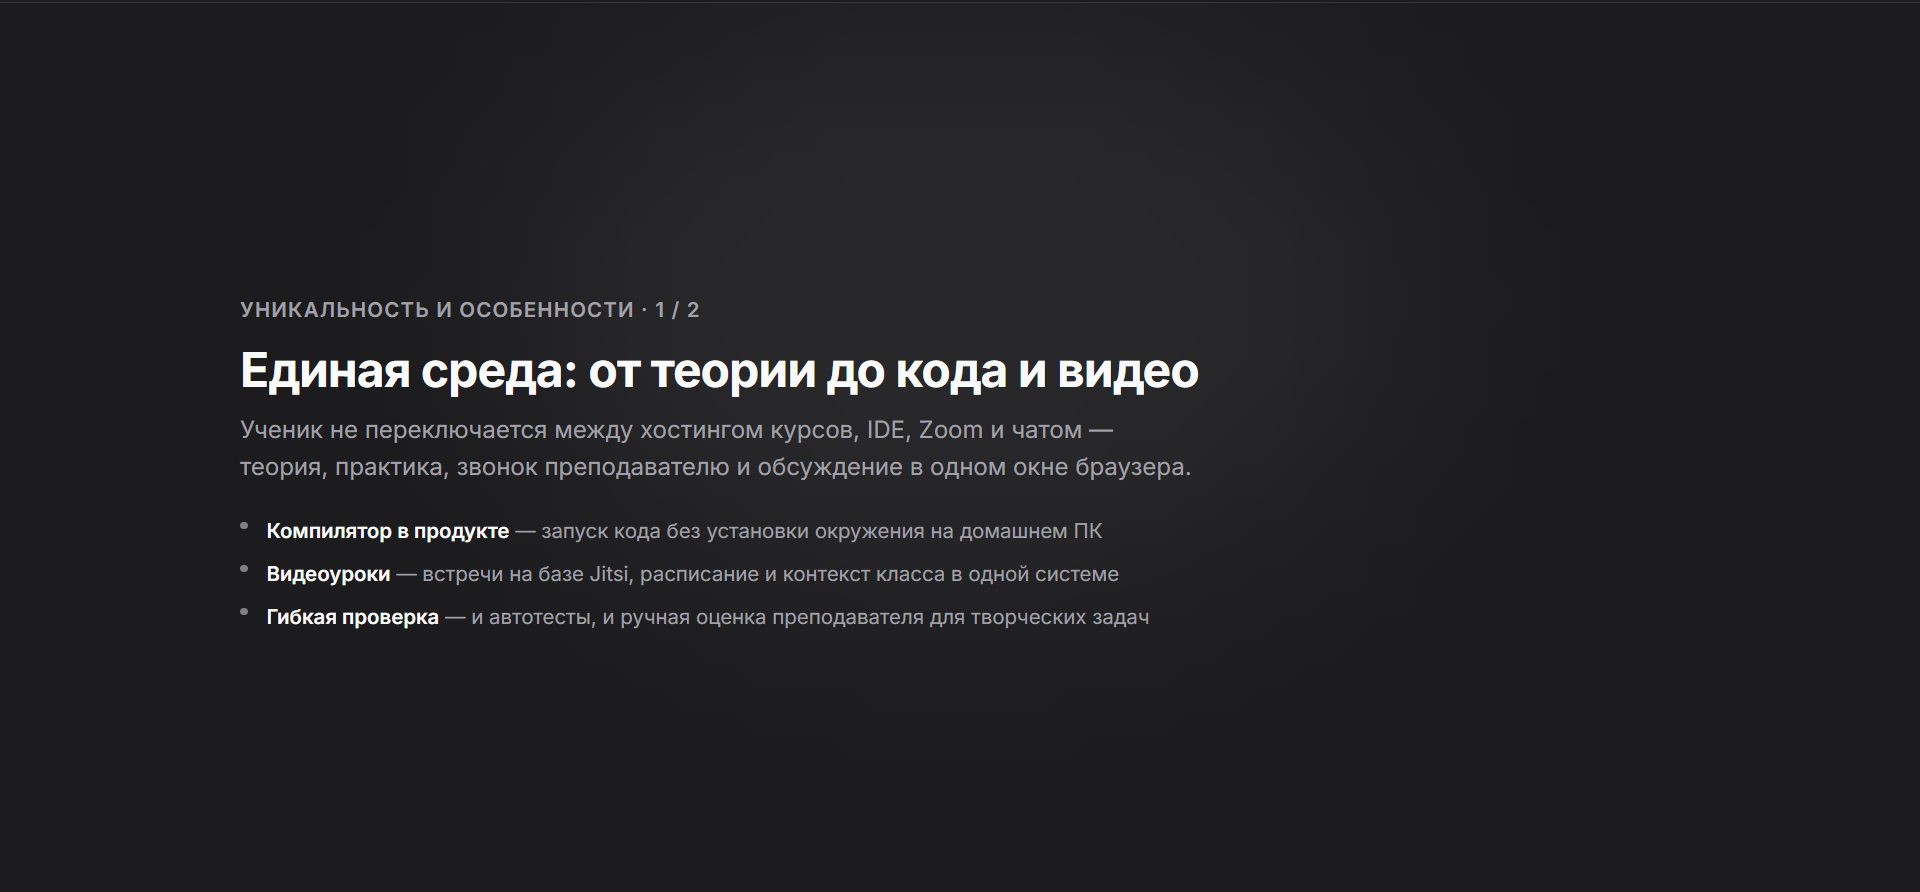 УНИКАЛЬНОСТЬ И ОСОБЕННОСТИ · 1 / 2
Единая среда: от теории до кода и видео
Ученик не переключается между хостингом курсов, IDE, Zoom и чатом —
теория, практика, звонок преподавателю и обсуждение в одном окне браузера.
• Компилятор в продукте — запуск кода без установки окружения на домашнем ПК
• Видеоуроки — встречи на базе Jitsi, расписание и контекст класса в одной системе
• Гибкая проверка — и автотесты, и ручная оценка преподавателя для творческих задач